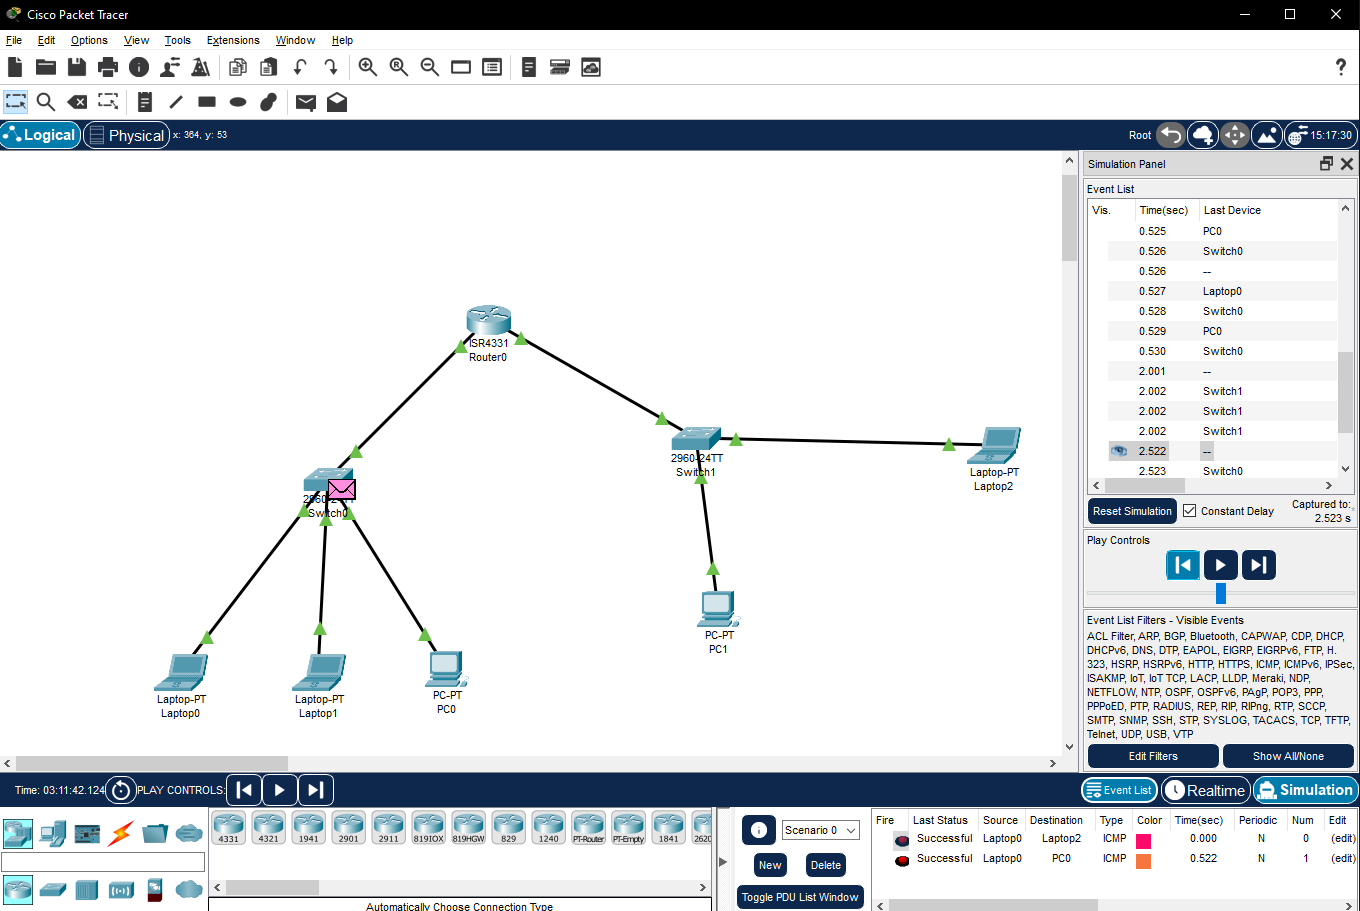 Cisco Packet Tracer
File Edit Options View Tools Extensions Window Help
Logical Physical x: 364, y: 53 Root 15:17:30
Simulation Panel
Event List
Vis. Time(sec) Last Device
0.525 PC0
0.526 Switch0
0.526 --
0.527 Laptop0
0.528 Switch0
0.529 PC0
0.530 Switch0
2.001 --
2.002 Switch1
2.002 Switch1
2.002 Switch1
2.522 --
2.523 Switch0
Reset Simulation Constant Delay Captured to:
2.523 s
Play Controls
Event List Filters - Visible Events
ACL Filter, ARP, BGP, Bluetooth, CAPWAP, CDP, DHCP,
DHCPv6, DNS, DTP, EAPOL, EIGRP, EIGRPv6, FTP, H.
323, HSRP, HSRPv6, HTTP, HTTPS, ICMP, ICMPv6, IPSec,
ISAKMP, IoT, IoT TCP, LACP, LLDP, Meraki, NDP,
NETFLOW, NTP, OSPF, OSPFv6, PAgP, POP3, PPP,
PPPoED, PTP, RADIUS, REP, RIP, RIPng, RTP, SCCP,
SMTP, SNMP, SSH, STP, SYSLOG, TACACS, TCP, TFTP,
Telnet, UDP, USB, VTP
Edit Filters Show All/None
ISR4331
Router0
2960-24TT
Switch1
Laptop-PT
Laptop2
Switch0
PC-PT
PC1
Laptop-PT
Laptop0
Laptop-PT
Laptop1
PC-PT
PC0
Time: 03:11:42.124 PLAY CONTROLS: Event List Realtime Simulation
4331 4321 1941 2901 2911 819IOX 819HGW 829 1240 PT-Router PT-Empty 1841 2620
Automatically Choose Connection Type
Scenario 0
New Delete
Toggle PDU List Window
Fire Last Status Source Destination Type Color Time(sec) Periodic Num Edit
Successful Laptop0 Laptop2 ICMP 0.000 N 0 (edit)
Successful Laptop0 PC0 ICMP 0.522 N 1 (edit)